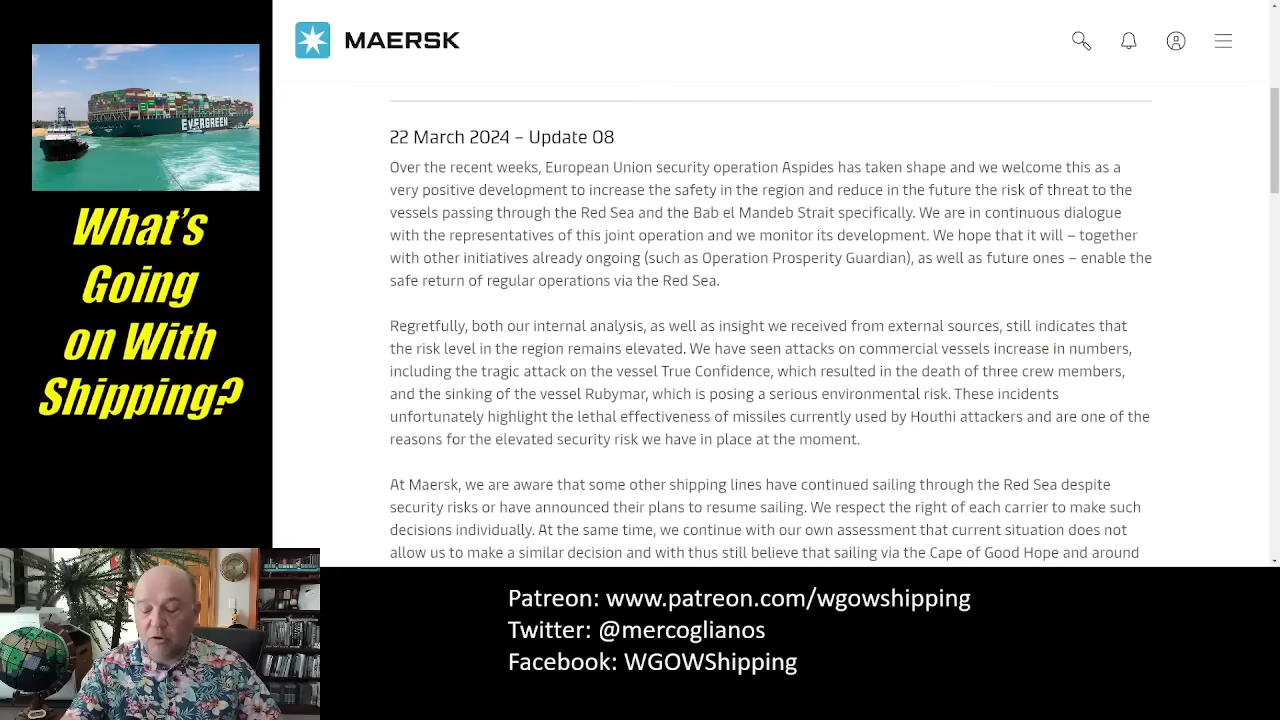 MAERSK
EVERGREEN
What's
Going
on With
Shipping?
22 March 2024 – Update 08
Over the recent weeks, European Union security operation Aspides has taken shape and we welcome this as a
very positive development to increase the safety in the region and reduce in the future the risk of threat to the
vessels passing through the Red Sea and the Bab el Mandeb Strait specifically. We are in continuous dialogue
with the representatives of this joint operation and we monitor its development. We hope that it will – together
with other initiatives already ongoing (such as Operation Prosperity Guardian), as well as future ones – enable the
safe return of regular operations via the Red Sea.
Regretfully, both our internal analysis, as well as insight we received from external sources, still indicates that
the risk level in the region remains elevated. We have seen attacks on commercial vessels increase in numbers,
including the tragic attack on the vessel True Confidence, which resulted in the death of three crew members,
and the sinking of the vessel Rubymar, which is posing a serious environmental risk. These incidents
unfortunately highlight the lethal effectiveness of missiles currently used by Houthi attackers and are one of the
reasons for the elevated security risk we have in place at the moment.
At Maersk, we are aware that some other shipping lines have continued sailing through the Red Sea despite
security risks or have announced their plans to resume sailing. We respect the right of each carrier to make such
decisions individually. At the same time, we continue with our own assessment that current situation does not
allow us to make a similar decision and with thus still believe that sailing via the Cape of Good Hope and around
Patreon: www.patreon.com/wgowshipping
Twitter: @mercoglianos
Facebook: WGOWShipping